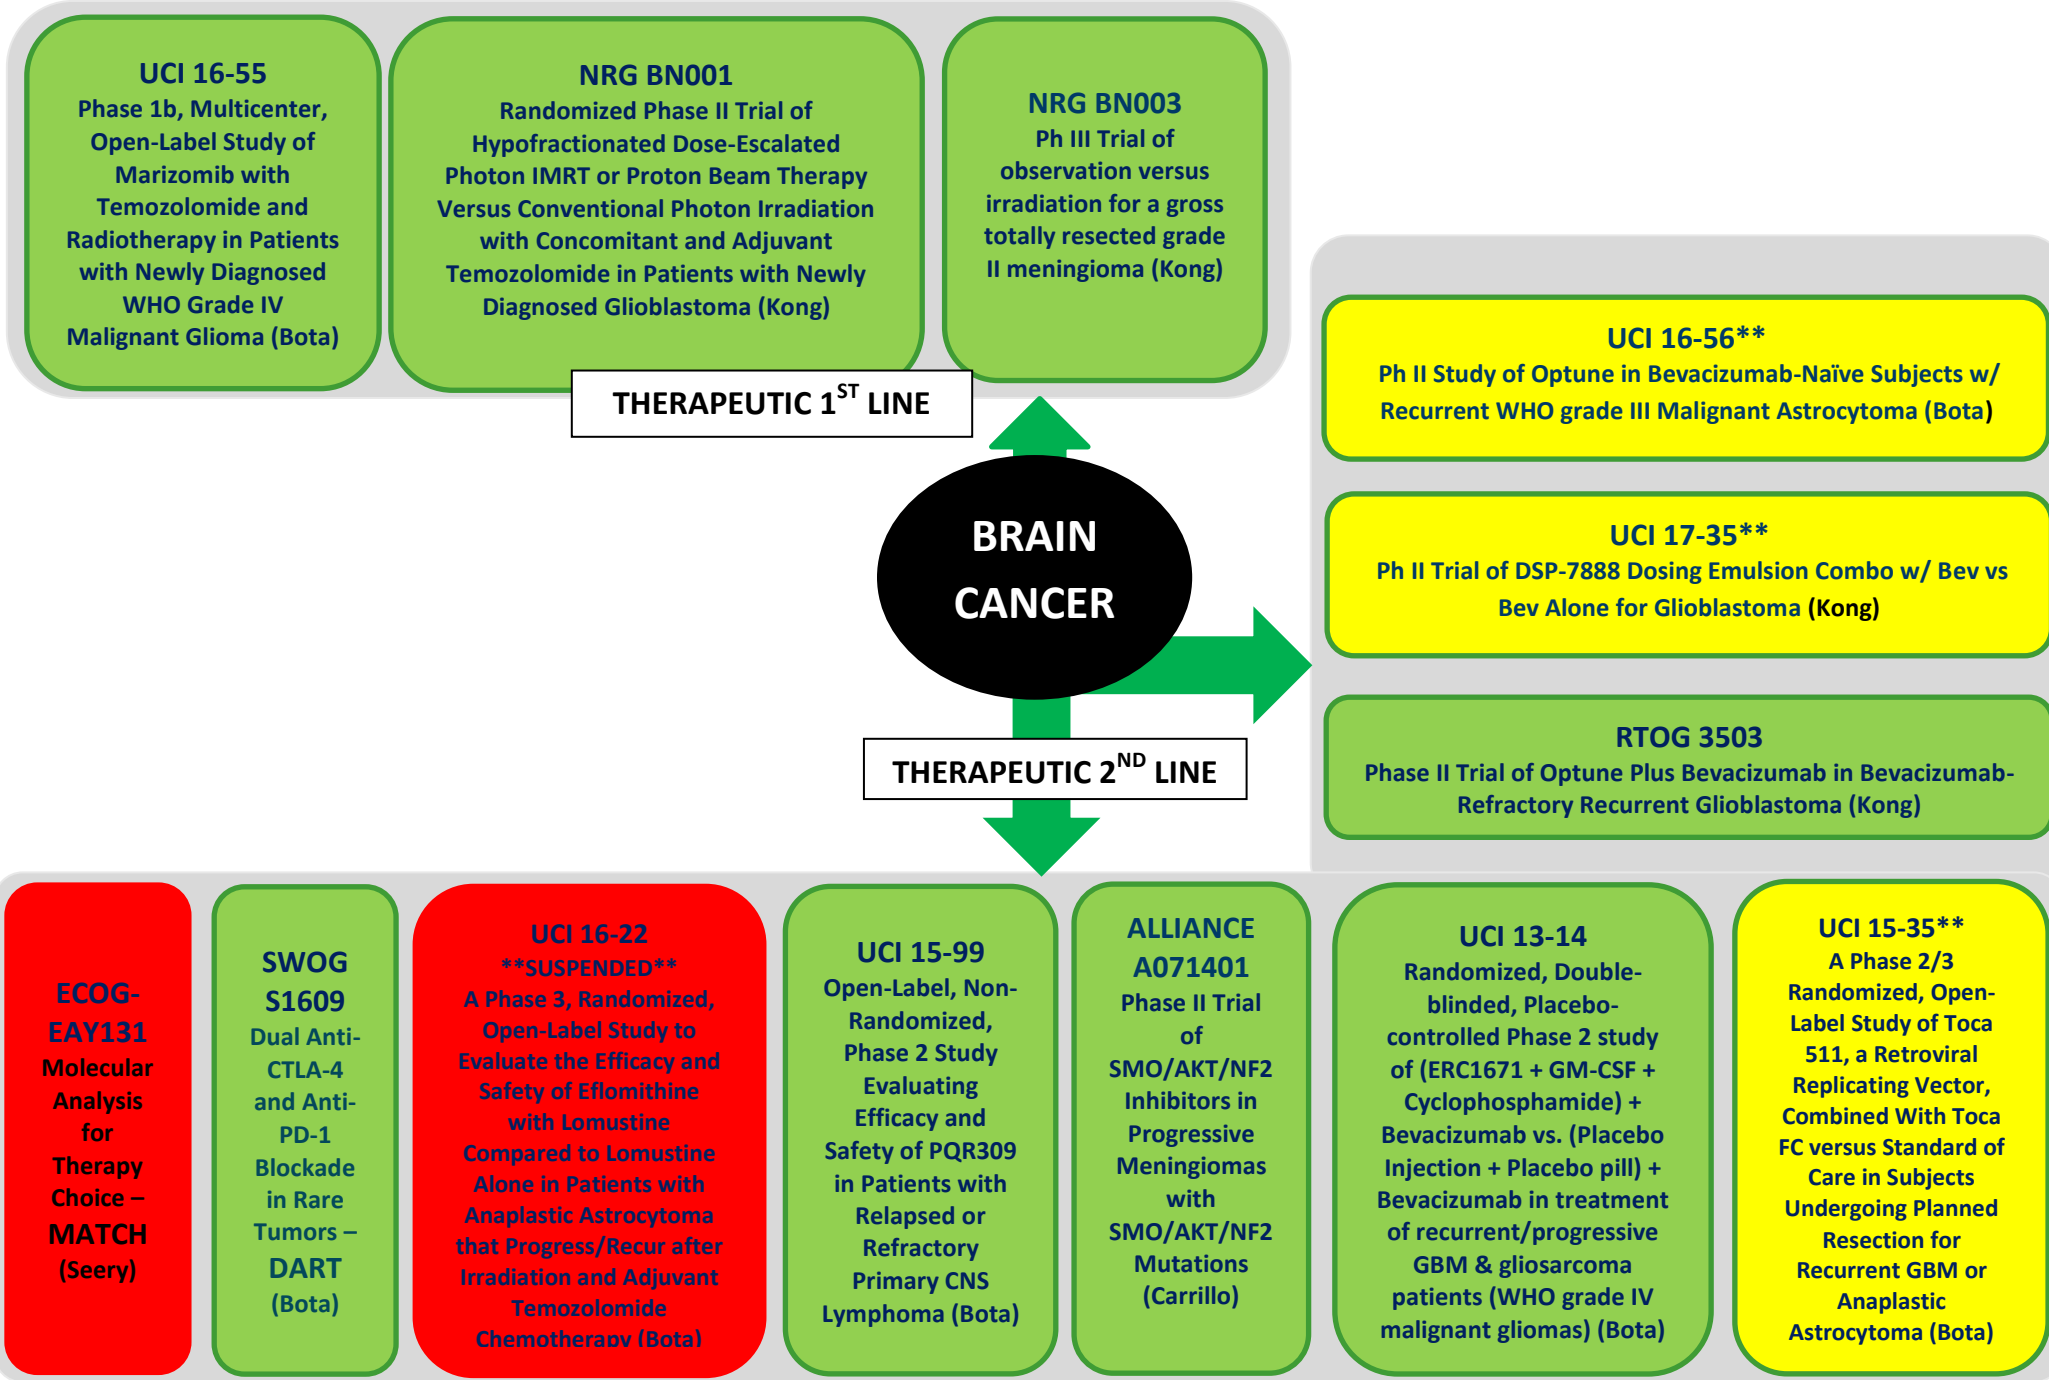 UCI 16-55
Phase 1b, Multicenter,
Open-Label Study of
Marizomib with
Temozolomide and
Radiotherapy in Patients
with Newly Diagnosed
WHO Grade IV
Malignant Glioma (Bota)
NRG BN001
Randomized Phase II Trial of
Hypofractionated Dose-Escalated
Photon IMRT or Proton Beam Therapy
Versus Conventional Photon Irradiation
with Concomitant and Adjuvant
Temozolomide in Patients with Newly
Diagnosed Glioblastoma (Kong)
NRG BN003
Ph III Trial of
observation versus
irradiation for a gross
totally resected grade
II meningioma (Kong)
THERAPEUTIC 1ST LINE
BRAIN
CANCER
UCI 16-56**
Ph II Study of Optune in Bevacizumab-Naïve Subjects w/
Recurrent WHO grade III Malignant Astrocytoma (Bota)
UCI 17-35**
Ph II Trial of DSP-7888 Dosing Emulsion Combo w/ Bev vs
Bev Alone for Glioblastoma (Kong)
RTOG 3503
Phase II Trial of Optune Plus Bevacizumab in Bevacizumab-
Refractory Recurrent Glioblastoma (Kong)
THERAPEUTIC 2ND LINE
ECOG-
EAY131
Molecular
Analysis
for
Therapy
Choice –
MATCH
(Seery)
SWOG
S1609
Dual Anti-
CTLA-4
and Anti-
PD-1
Blockade
in Rare
Tumors –
DART
(Bota)
UCI 16-22
**SUSPENDED**
A Phase 3, Randomized,
Open-Label Study to
Evaluate the Efficacy and
Safety of Eflomithine
with Lomustine
Compared to Lomustine
Alone in Patients with
Anaplastic Astrocytoma
that Progress/Recur after
Irradiation and Adjuvant
Temozolomide
Chemotherapy (Bota)
UCI 15-99
Open-Label, Non-
Randomized,
Phase 2 Study
Evaluating
Efficacy and
Safety of PQR309
in Patients with
Relapsed or
Refractory
Primary CNS
Lymphoma (Bota)
ALLIANCE
A071401
Phase II Trial
of
SMO/AKT/NF2
Inhibitors in
Progressive
Meningiomas
with
SMO/AKT/NF2
Mutations
(Carrillo)
UCI 13-14
Randomized, Double-
blinded, Placebo-
controlled Phase 2 study
of (ERC1671 + GM-CSF +
Cyclophosphamide) +
Bevacizumab vs. (Placebo
Injection + Placebo pill) +
Bevacizumab in treatment
of recurrent/progressive
GBM & gliosarcoma
patients (WHO grade IV
malignant gliomas) (Bota)
UCI 15-35**
A Phase 2/3
Randomized, Open-
Label Study of Toca
511, a Retroviral
Replicating Vector,
Combined With Toca
FC versus Standard of
Care in Subjects
Undergoing Planned
Resection for
Recurrent GBM or
Anaplastic
Astrocytoma (Bota)